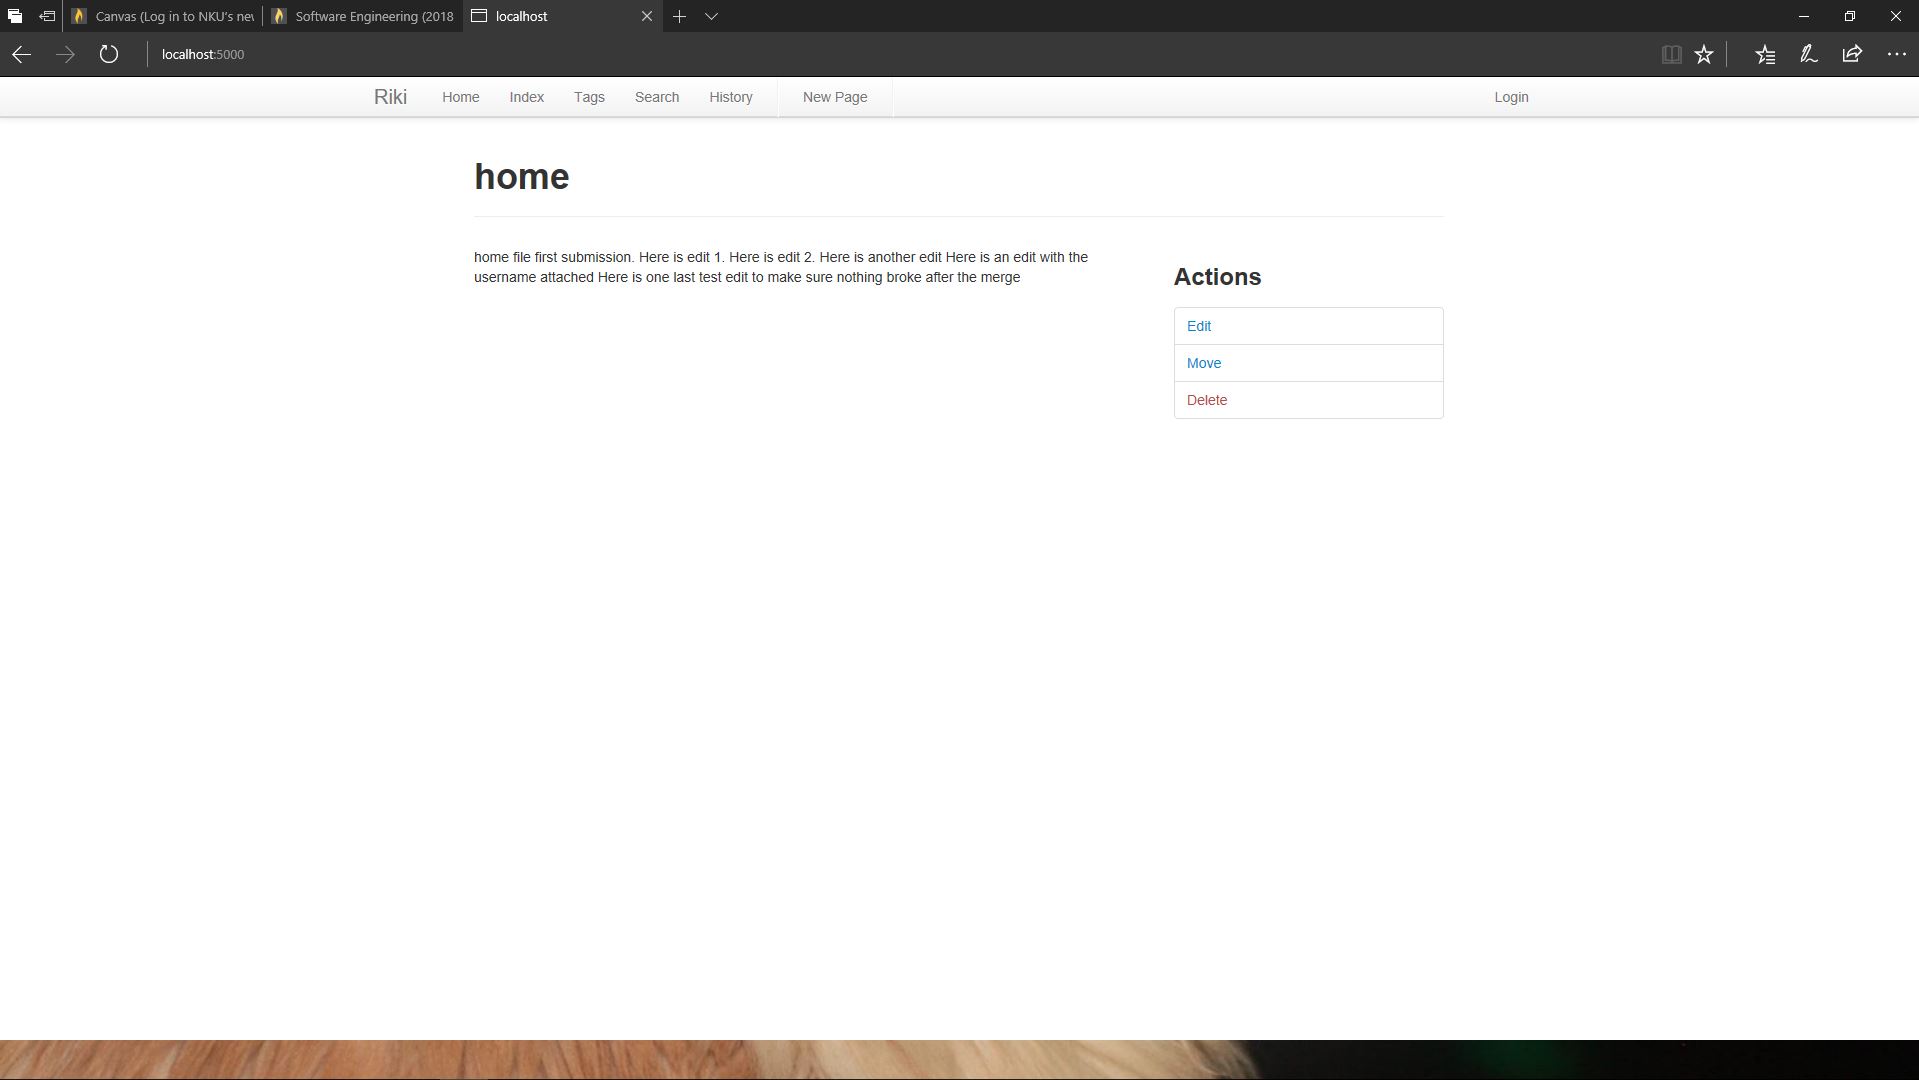 Canvas (Log in to NKU's nev
Software Engineering (2018
localhost
localhost:5000
Riki Home Index Tags Search History New Page Login
home
home file first submission. Here is edit 1. Here is edit 2. Here is another edit Here is an edit with the
username attached Here is one last test edit to make sure nothing broke after the merge
Actions
Edit
Move
Delete